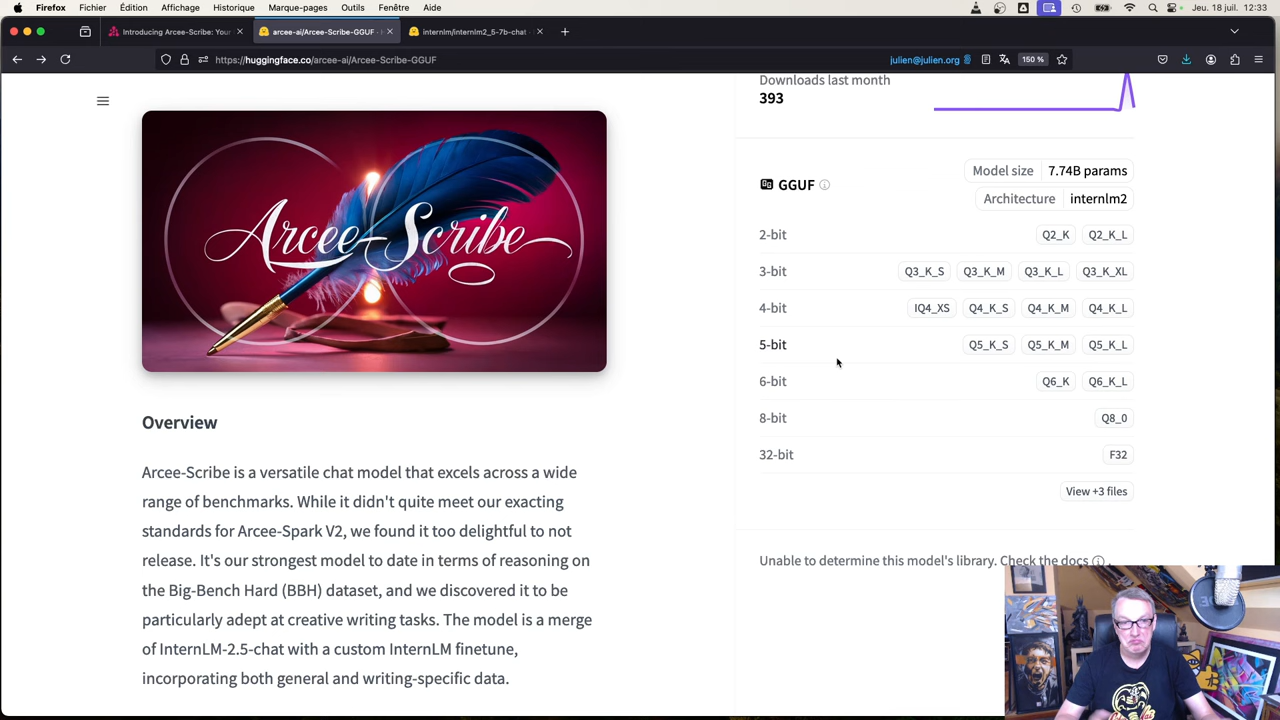 Firefox Fichier Édition Affichage Historique Marque-pages Outils Fenêtre Aide
Jeu. 18 juil. 12:33
Introducing Arcee-Scribe: Your
arcee-ai/Arcee-Scribe-GGUF ·
internlm/internlm2_5-7b-chat ·
https://huggingface.co/arcee-ai/Arcee-Scribe-GGUF
julien@julien.org
150 %
Downloads last month
393
Arcee-Scribe
GGUF
Model size 7.74B params
Architecture internlm2
2-bit Q2_K Q2_K_L
3-bit Q3_K_S Q3_K_M Q3_K_L Q3_K_XL
4-bit IQ4_XS Q4_K_S Q4_K_M Q4_K_L
5-bit Q5_K_S Q5_K_M Q5_K_L
6-bit Q6_K Q6_K_L
8-bit Q8_0
32-bit F32
View +3 files
Unable to determine this model's library. Check the docs
Overview
Arcee-Scribe is a versatile chat model that excels across a wide
range of benchmarks. While it didn't quite meet our exacting
standards for Arcee-Spark V2, we found it too delightful to not
release. It's our strongest model to date in terms of reasoning on
the Big-Bench Hard (BBH) dataset, and we discovered it to be
particularly adept at creative writing tasks. The model is a merge
of InternLM-2.5-chat with a custom InternLM finetune,
incorporating both general and writing-specific data.